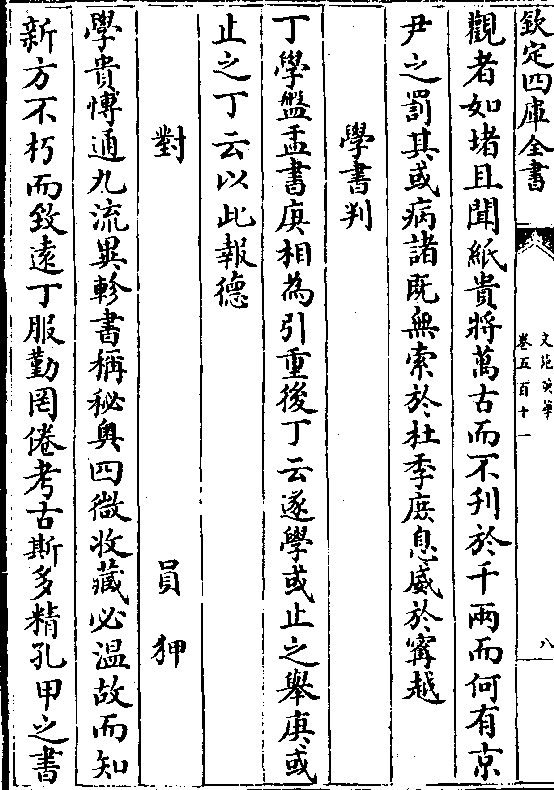 欽定四庫全書
文苑英華
卷五百十一
八
觀者如堵且聞紙貴將萬古而不刋於千兩而何有京
尹之罰其或病諸既無索於杜季庶息威於甯越
學書判
丁學盤盂書庚相為引重後丁云遂學或止之舉庚或
止之丁云以此報德
對
員狎
學貴博通九流異軫書稱秘奥四微收藏必温故而知
新方不朽而致遠丁服勤罔倦考古斯多精孔甲之書